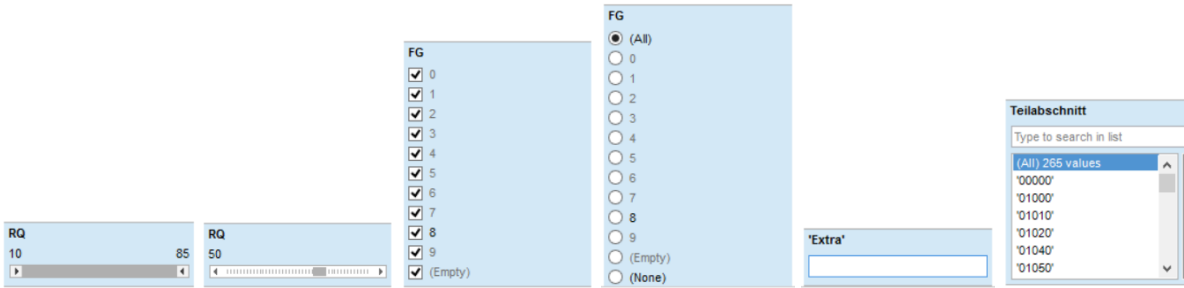 RQ
10 85
RQ
50
FG
0
1
2
3
4
5
6
7
8
9
(Empty)
FG
(All)
0
1
2
3
4
5
6
7
8
9
(Empty)
(None)
'Extra'
Teilabschnitt
Type to search in list
(All) 265 values
'00000'
'01000'
'01010'
'01020'
'01040'
'01050'